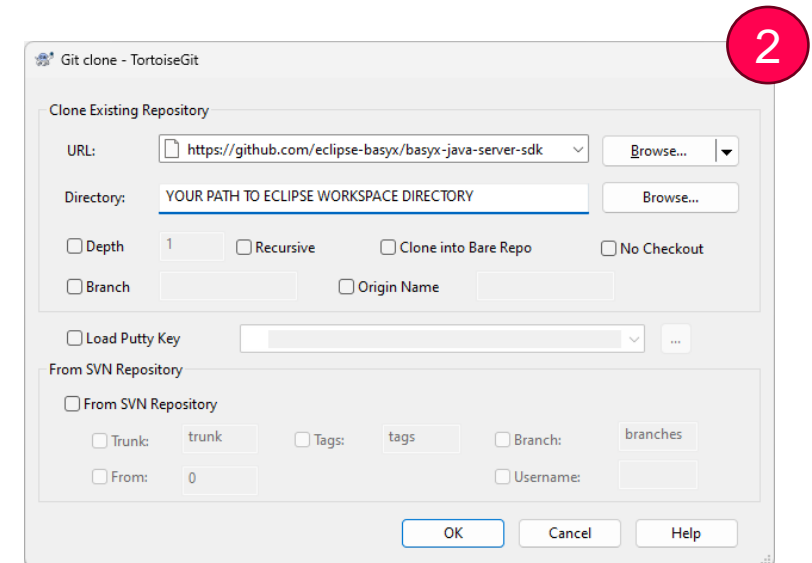 2
Git clone - TortoiseGit
Clone Existing Repository
URL: https://github.com/eclipse-basyx/basyx-java-server-sdk Browse...
Directory: YOUR PATH TO ECLIPSE WORKSPACE DIRECTORY Browse...
Depth 1 Recursive Clone into Bare Repo No Checkout
Branch Origin Name
Load Putty Key ...
From SVN Repository
From SVN Repository
Trunk: trunk Tags: tags Branch: branches
From: 0 Username:
OK Cancel Help